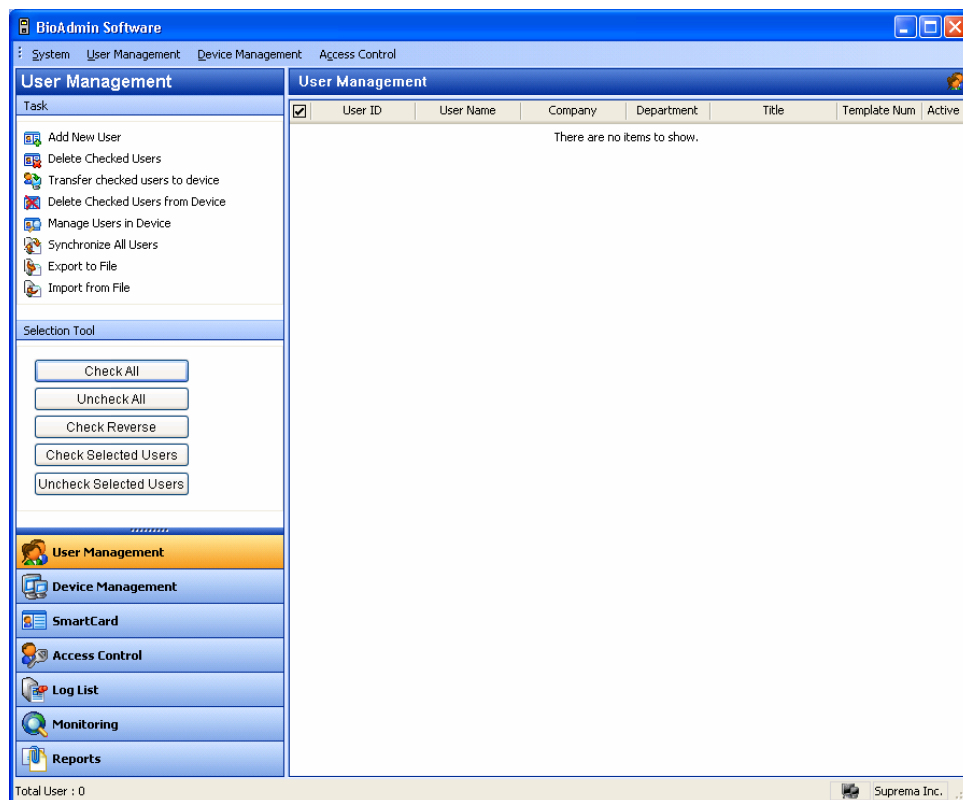 BioAdmin Software
System User Management Device Management Access Control
User Management
Task
Add New User
Delete Checked Users
Transfer checked users to device
Delete Checked Users from Device
Manage Users in Device
Synchronize All Users
Export to File
Import from File
Selection Tool
Check All
Uncheck All
Check Reverse
Check Selected Users
Uncheck Selected Users
User Management
Device Management
SmartCard
Access Control
Log List
Monitoring
Reports
User Management
User ID User Name Company Department Title Template Num Active
There are no items to show.
Total User : 0
Suprema Inc.